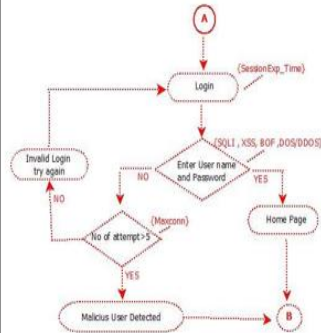 A
{SessionExp_Time}
Login
{SQLI , XSS, BOF ,DOS/DDOS}
Invalid Login
try again
Enter User name
and Password
NO
YES
NO
{Maxconn}
Home Page
No of attempt>5
YES
Malicius User Detected
B